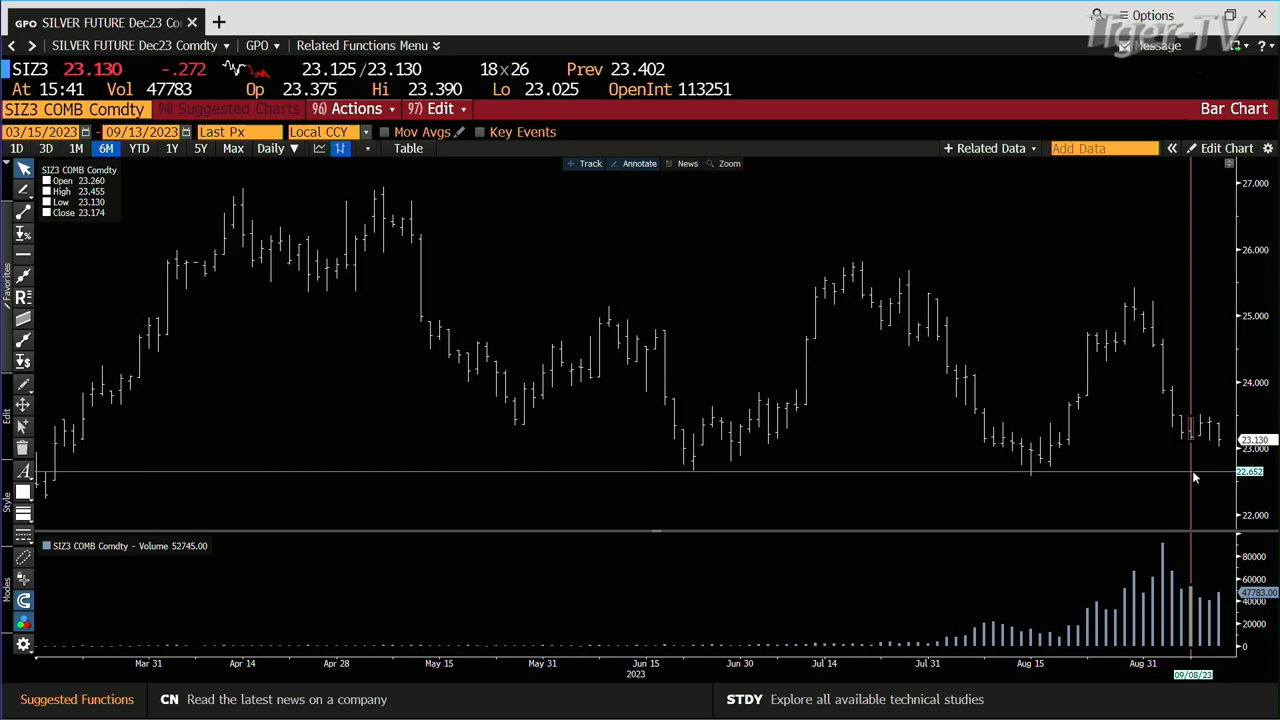 GPO SILVER FUTURE Dec23 Co
Options
Tiger-TV
SILVER FUTURE Dec23 Comdty GPO Related Functions Menu Message
SIZ3 23.130 -.272 23.125/23.130 18x26 Prev 23.402
At 15:41 Vol 47783 Op 23.375 Hi 23.390 Lo 23.025 OpenInt 113251
SIZ3 COMB Comdty 94) Suggested Charts 96) Actions 97) Edit Bar Chart
03/15/2023 - 09/13/2023 Last Px Local CCY Mov Avgs Key Events
1D 3D 1M 6M YTD 1Y 5Y Max Daily ▼ Table + Related Data Add Data « Edit Chart
Track Annotate News Zoom
SIZ3 COMB Comdty
Open 23.260
High 23.455
Low 23.130
Close 23.174
27.000
26.000
25.000
24.000
23.130
23.000
22.652
22.000
Favorites
Edit
Style
Modes
SIZ3 COMB Comdty - Volume 52745.00
80000
60000
47783.00
40000
20000
0
Mar 31 Apr 14 Apr 28 May 15 May 31 Jun 15 Jun 30 Jul 14 Jul 31 Aug 15 Aug 31
2023
09/08/23
Suggested Functions CN Read the latest news on a company STDY Explore all available technical studies